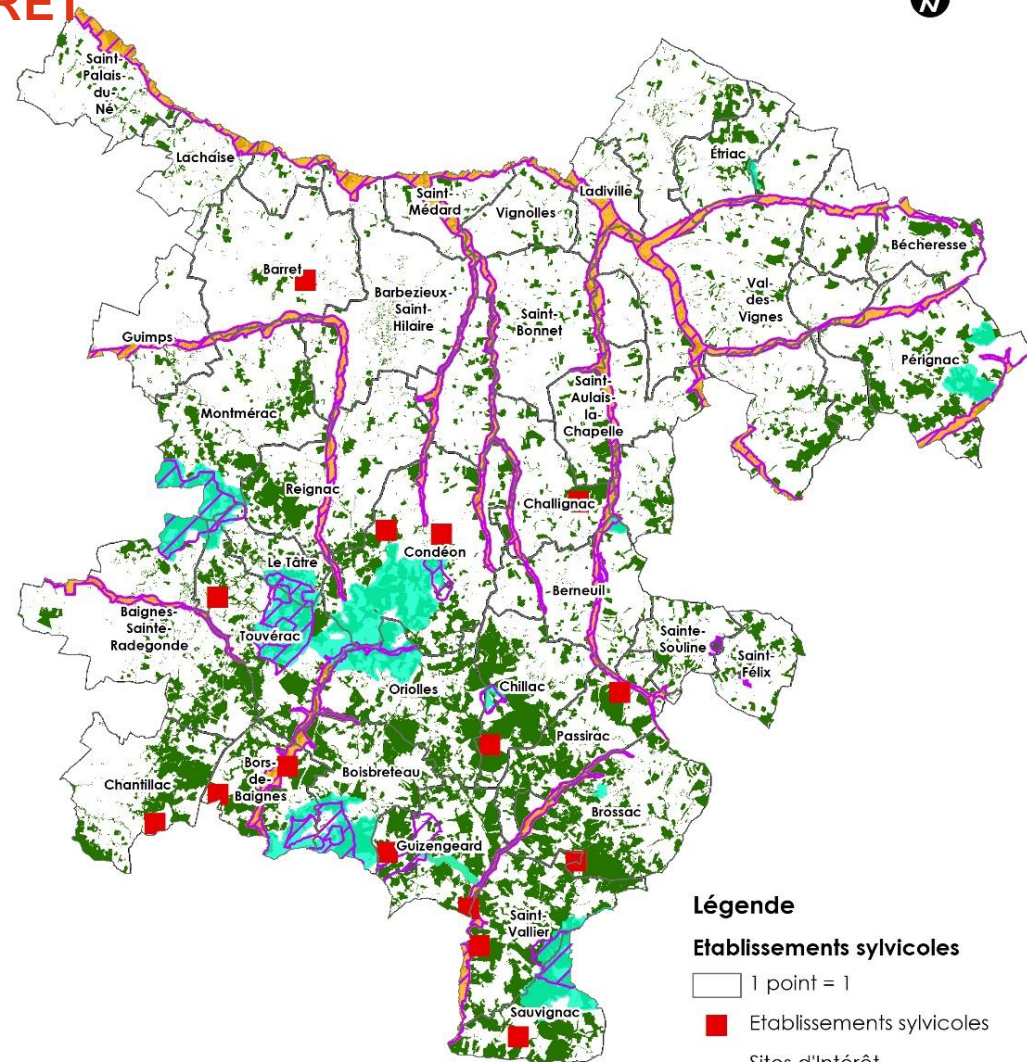 RET
N
Saint-
Palais-
du-
Né
Lachaise
Étriac
Saint-
Médard
Vignolles
Ladiville
Bécheresse
Barret
Barbezieux
Saint-
Hilaire
Val
des
Vignes
Saint-
Bonnet
Guimps
Pérignac
Saint-
Aulais-
la-
Chapelle
Montmérac
Reignac
Challignac
Condéon
Le Tâtre
Berneuil
Baignes-
Sainte-
Radegonde
Touvérac
Sainte-
Souline
Saint-
Félix
Oriolles
Chillac
Passirac
Bors-
de-
Baignes
Boisbreteau
Chantillac
Brossac
Guizengeard
Saint-
Vallier
Sauvignac
Légende
Etablissements sylvicoles
1 point = 1
Etablissements sylvicoles
Sites d'Intérêt